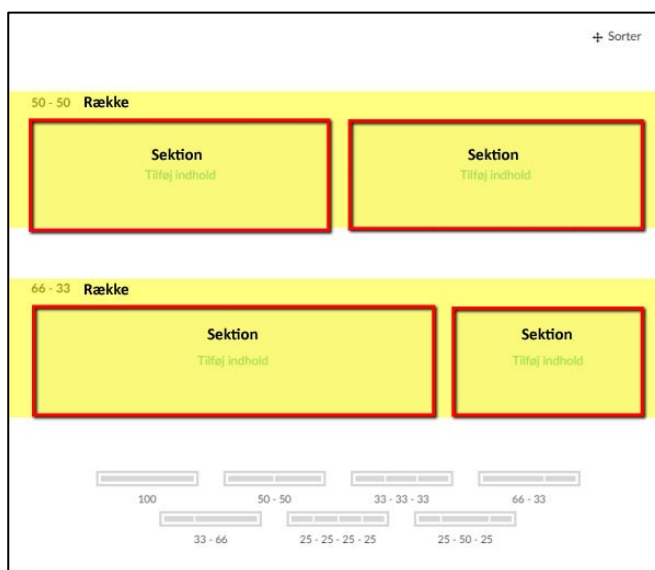 Sorter
50 - 50 Række
Sektion Sektion
Tilføj indhold Tilføj indhold
66 - 33 Række
Sektion Sektion
Tilføj indhold Tilføj indhold
100 50 - 50 33 - 33 - 33 66 - 33
33 - 66 25 - 25 - 25 - 25 25 - 50 - 25